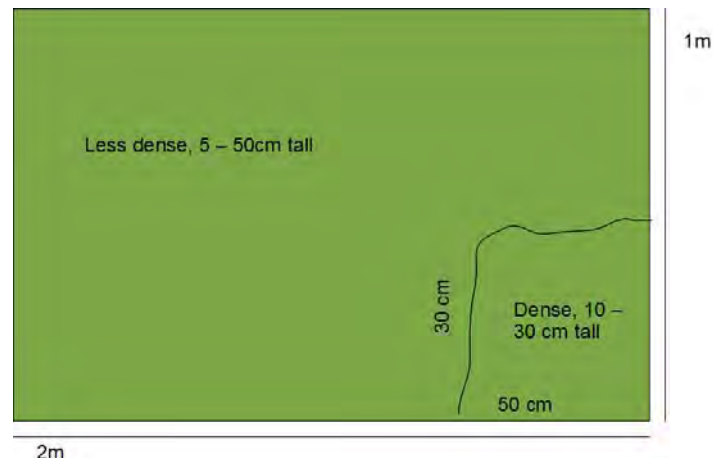 1m
Less dense, 5 – 50cm tall
30 cm
Dense, 10 –
30 cm tall
50 cm
2m